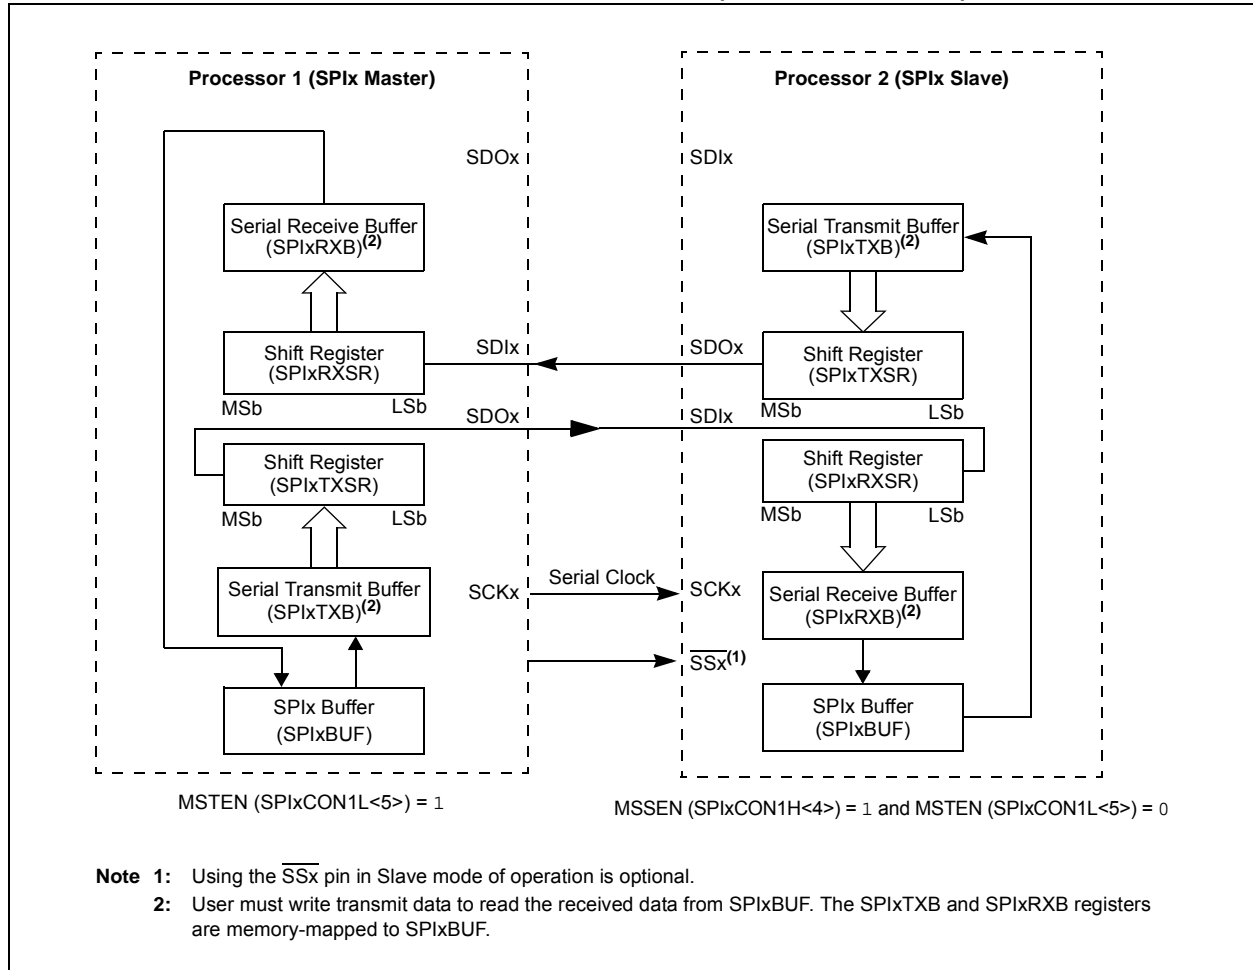 Processor 1 (SPIx Master)
Processor 2 (SPIx Slave)
SDOx
SDIx
Serial Receive Buffer
(SPIxRXB)(2)
Serial Transmit Buffer
(SPIxTXB)(2)
Shift Register
(SPIxRXSR)
SDIx
SDOx
Shift Register
(SPIxTXSR)
MSb
LSb
MSb
LSb
SDOx
SDIx
Shift Register
(SPIxTXSR)
Shift Register
(SPIxRXSR)
MSb
LSb
MSb
LSb
Serial Transmit Buffer
(SPIxTXB)(2)
SCKx
Serial Clock
SCKx
Serial Receive Buffer
(SPIxRXB)(2)
SSx(1)
SPIx Buffer
(SPIxBUF)
SPIx Buffer
(SPIxBUF)
MSTEN (SPIxCON1L<5>) = 1
MSSEN (SPIxCON1H<4>) = 1 and MSTEN (SPIxCON1L<5>) = 0
Note 1: Using the SSx pin in Slave mode of operation is optional.
2: User must write transmit data to read the received data from SPIxBUF. The SPIxTXB and SPIxRXB registers
are memory-mapped to SPIxBUF.